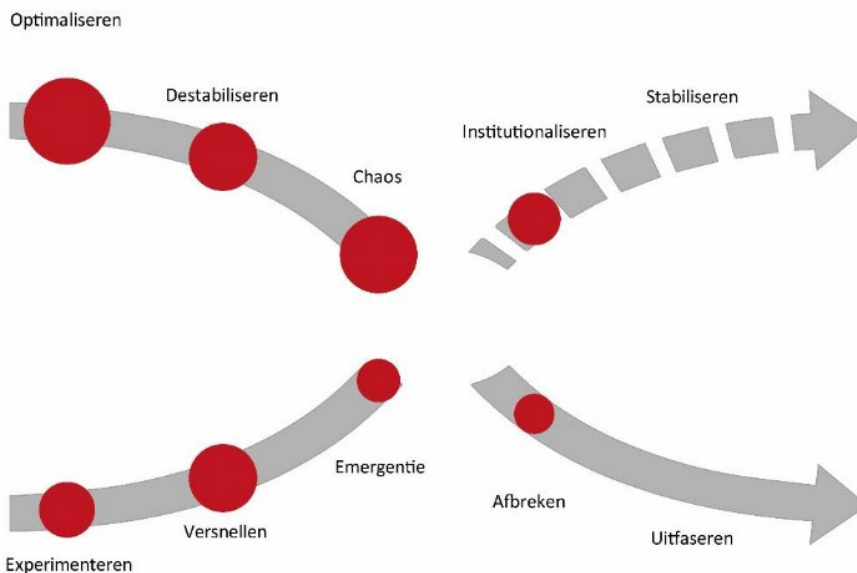 Optimaliseren
Destabiliseren
Chaos
Institutionaliseren
Stabiliseren
Experimenteren
Versnellen
Emergentie
Afbreken
Uitfaseren